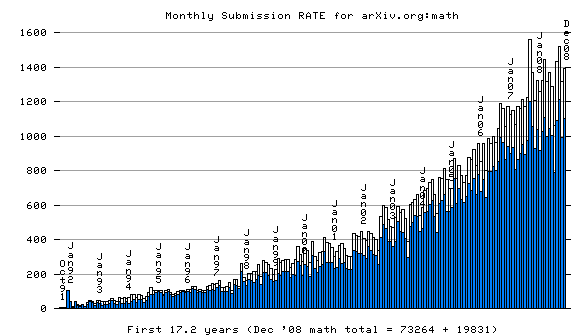 Monthly Submission RATE for arXiv.org:math
1600
1400
1200
1000
800
600
400
200
0
Oct91
Jan92
Jan93
Jan94
Jan95
Jan96
Jan97
Jan98
Jan99
Jan00
Jan01
Jan02
Jan03
Jan04
Jan05
Jan06
Jan07
Jan08
Dec08
First 17.2 years (Dec '08 math total = 73264 + 19831)